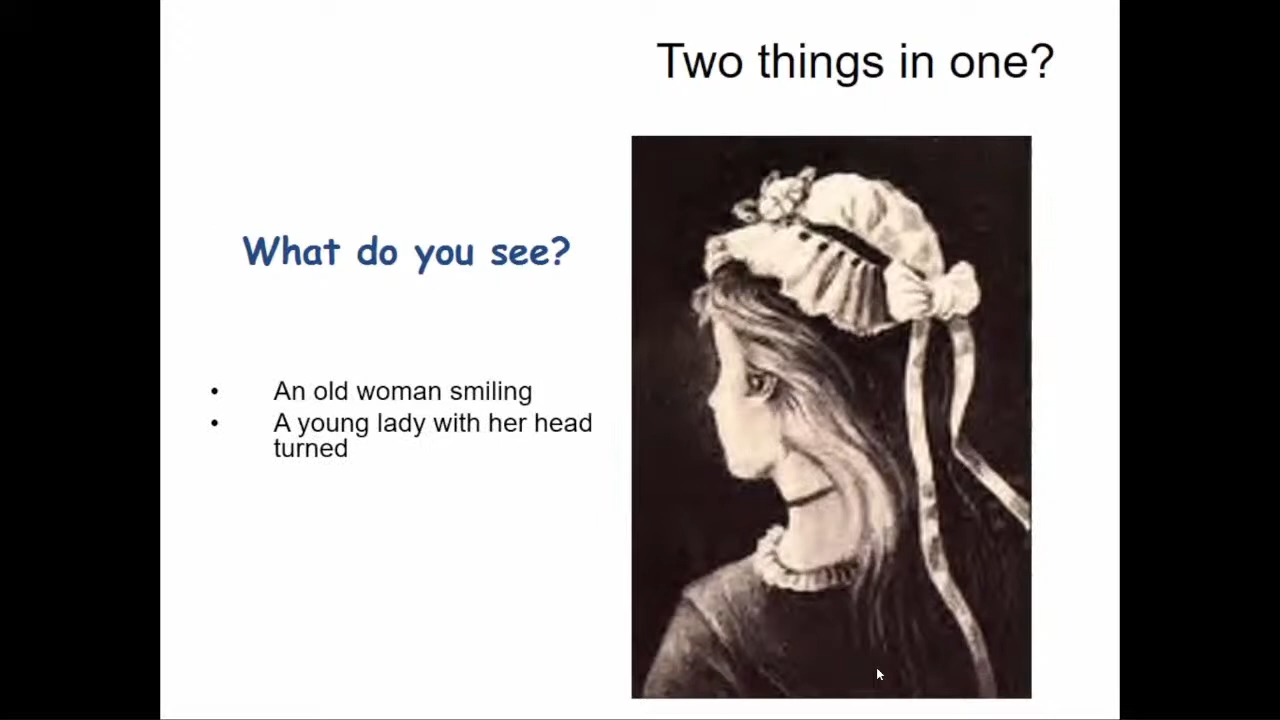 Two things in one?
What do you see?
• An old woman smiling
• A young lady with her head
turned